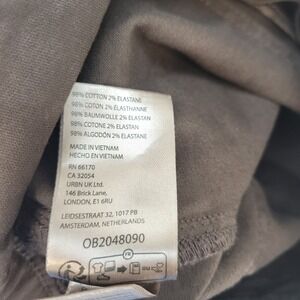 98% COTTON 2% ELASTANE
98% COTON 2% ÉLASTHANNE
98% BAUMWOLLE 2% ELASTAN
98% COTONE 2% ELASTAN
98% ALGODÓN 2% ELASTANO
MADE IN VIETNAM
HECHO EN VIETNAM
RN 66170
CA 32054
URBN UK Ltd.
146 Brick Lane,
LONDON, E1 6RU
LEIDSESTRAAT 32, 1017 PB
AMSTERDAM, NETHERLANDS
OB2048090
FR